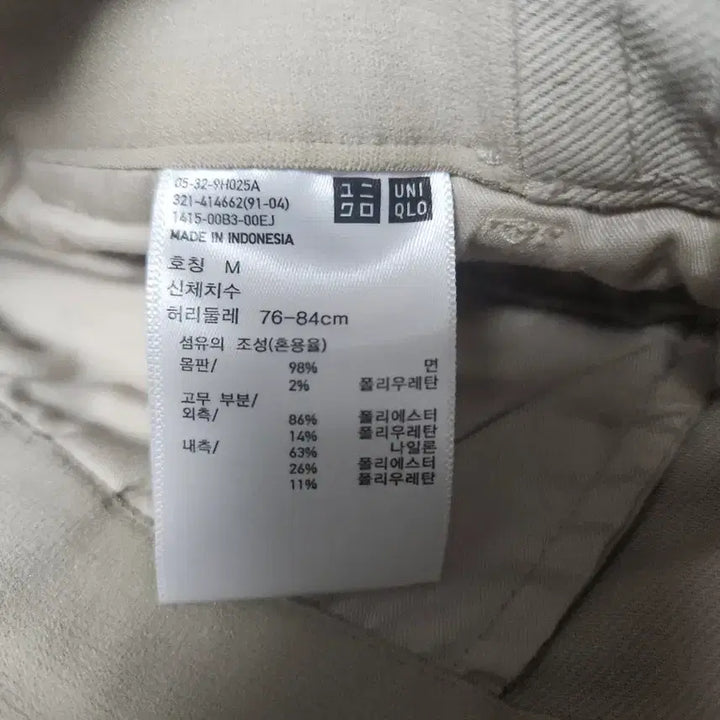 05-32-9H025A
321-414662(91-04)
1415-00B3-00EJ
MADE IN INDONESIA
ユニ
クロ
UNI
QLO
호칭 M
신체치수
허리둘레 76-84cm
섬유의 조성(혼용율)
몸판/ 98% 면
2% 폴리우레탄
고무 부분/
외측/ 86% 폴리에스터
14% 폴리우레탄
내측/ 63% 나일론
26% 폴리에스터
11% 폴리우레탄